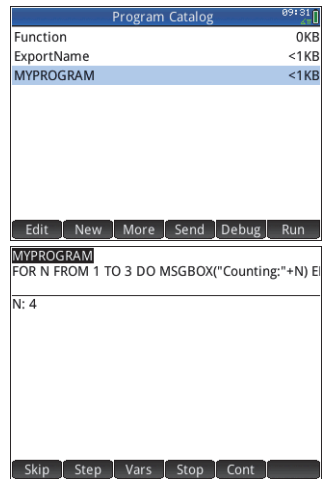 Program Catalog 09:31
Function 0KB
ExportName <1KB
MYPROGRAM <1KB
Edit New More Send Debug Run
MYPROGRAM
FOR N FROM 1 TO 3 DO MSGBOX("Counting:"+N) E
N: 4
Skip Step Vars Stop Cont